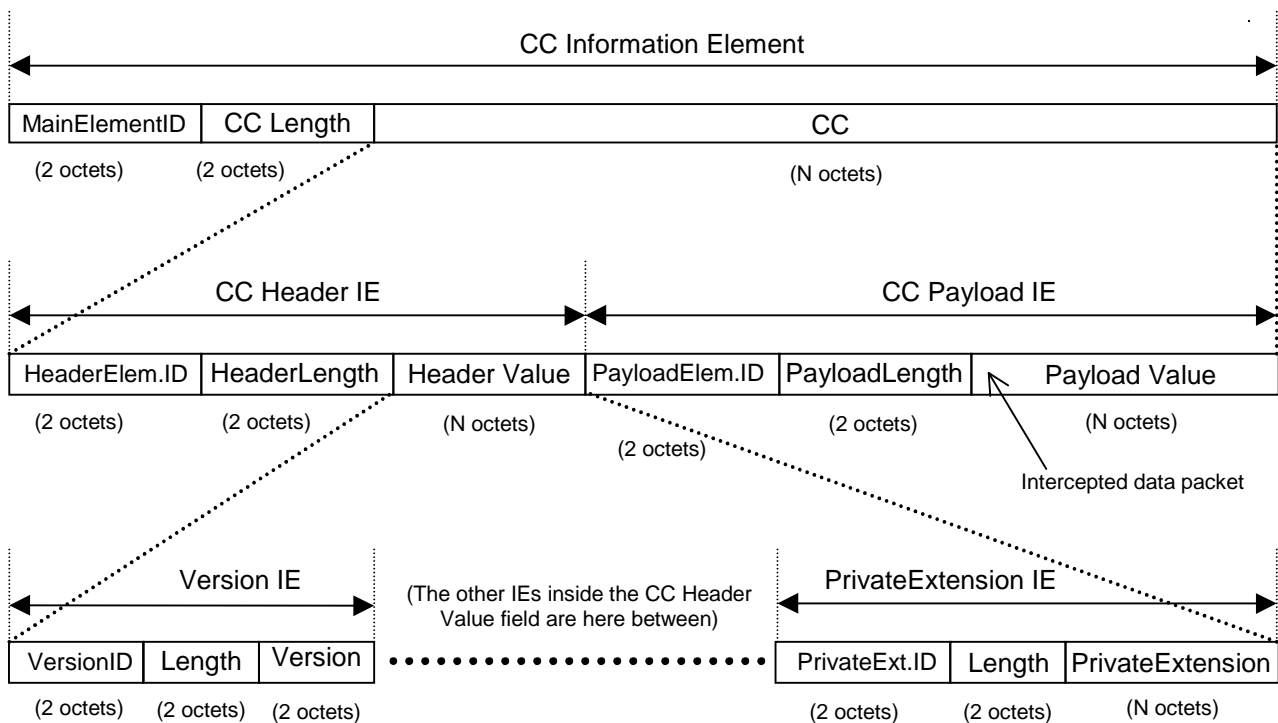 CC Information Element
MainElementID CC Length CC
(2 octets) (2 octets) (N octets)
CC Header IE CC Payload IE
HeaderElem.ID HeaderLength Header Value PayloadElem.ID PayloadLength Payload Value
(2 octets) (2 octets) (N octets) (2 octets) (2 octets) (N octets)
Intercepted data packet
Version IE (The other IEs inside the CC Header PrivateExtension IE
Value field are here between)
VersionID Length Version PrivateExt.ID Length PrivateExtension
(2 octets) (2 octets) (2 octets) (2 octets) (2 octets) (N octets)